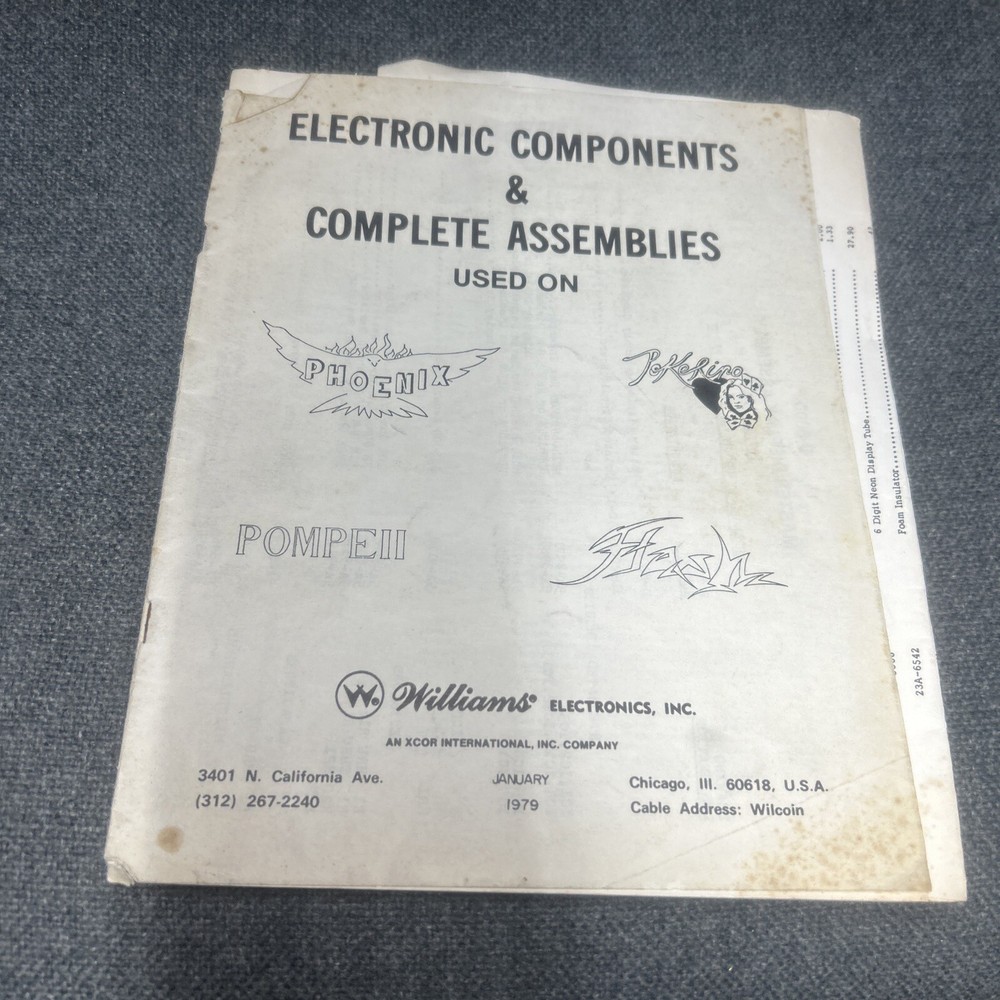 ELECTRONIC COMPONENTS
&
COMPLETE ASSEMBLIES
USED ON
PHOENIX
Pokerino
POMPEII
Flash
W Williams® ELECTRONICS, INC.
AN XCOR INTERNATIONAL, INC. COMPANY
3401 N. California Ave.
(312) 267-2240
JANUARY
1979
Chicago, Ill. 60618, U.S.A.
Cable Address: Wilcoin
1.33
27.90
6 Digit Neon Display Tube
Foam Insulator
23A-6542